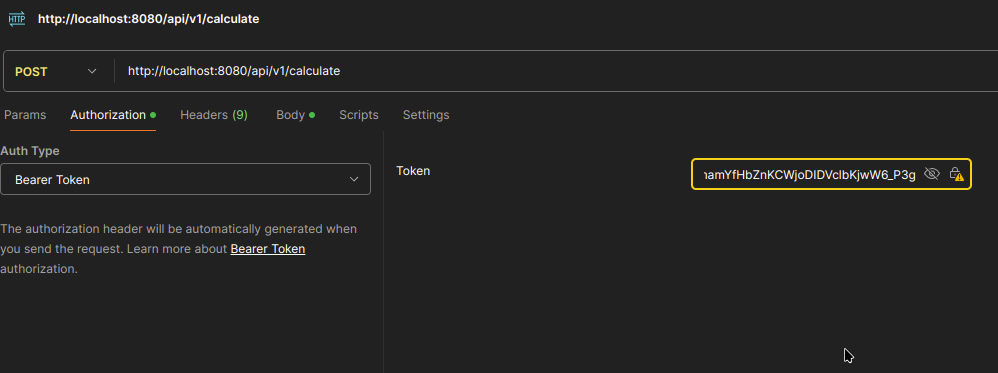 HTTP http://localhost:8080/api/v1/calculate
POST http://localhost:8080/api/v1/calculate
Params Authorization Headers (9) Body Scripts Settings
Auth Type
Bearer Token
The authorization header will be automatically generated when
you send the request. Learn more about Bearer Token
authorization.
Token
amYfHbZnKCWjoDIDVclbKjwW6_P3g